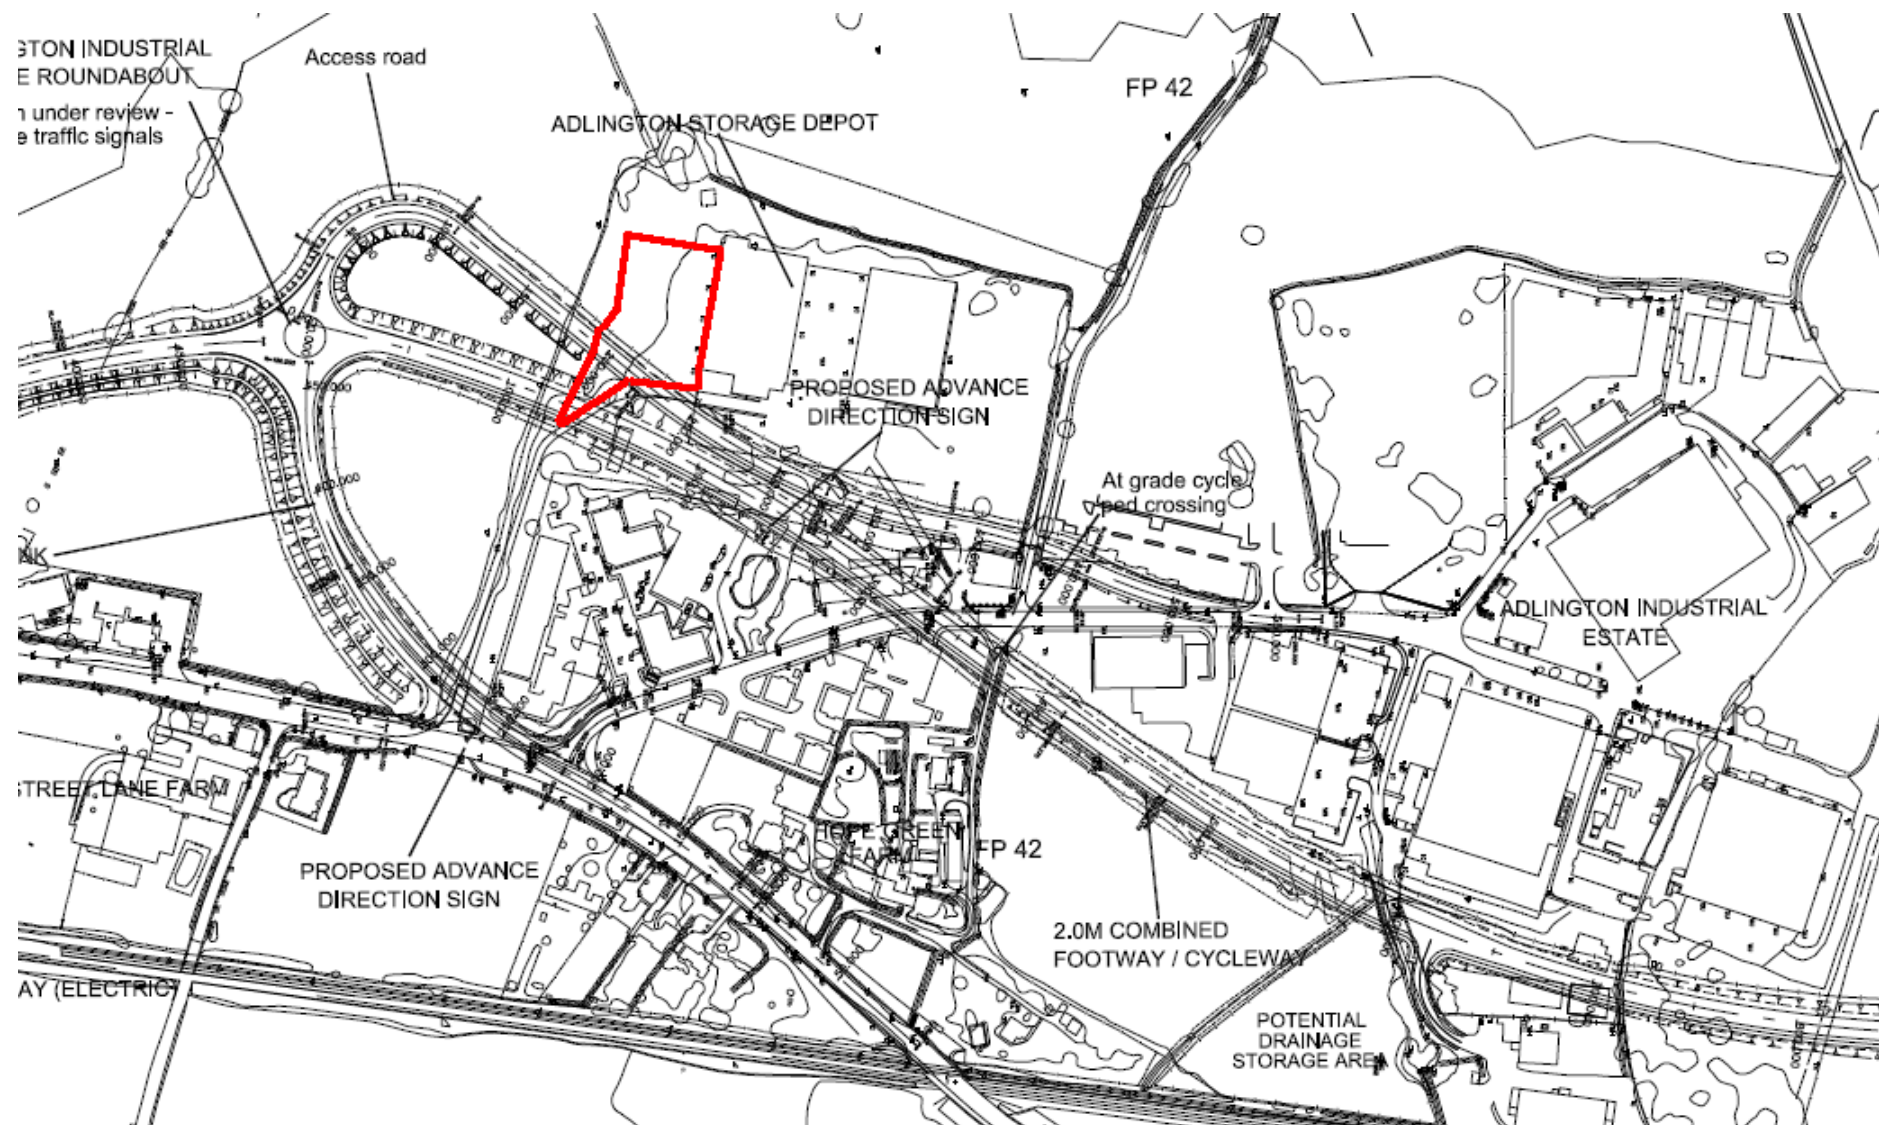 GTON INDUSTRIAL
E ROUNDABOUT
n under review -
e traffic signals
Access road
ADLINGTON STORAGE DEPOT
FP 42
PROPOSED ADVANCE
DIRECTION SIGN
At grade cycle
ped crossing
NK
ADLINGTON INDUSTRIAL
ESTATE
STREET LANE FARM
PROPOSED ADVANCE
DIRECTION SIGN
HOPE GREEN
FARM
FP 42
2.0M COMBINED
FOOTWAY / CYCLEWAY
AY (ELECTRIC)
POTENTIAL
DRAINAGE
STORAGE AREA